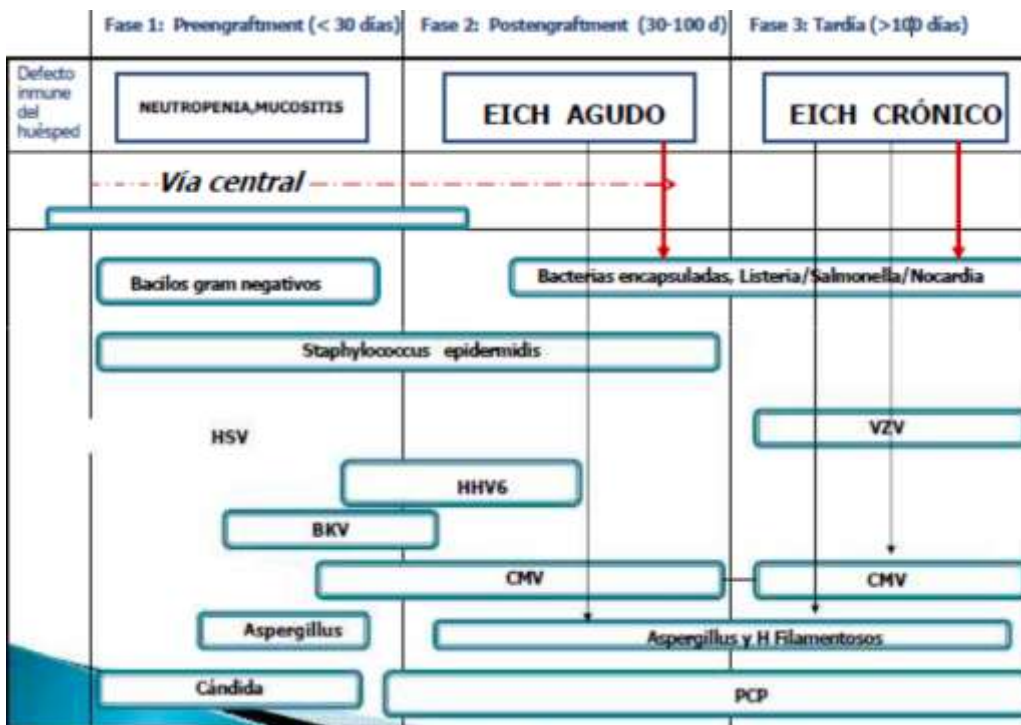 Fase 1: Preengraftment (< 30 días)
Fase 2: Postengraftment (30-100 d)
Fase 3: Tardía (>100 días)
Defecto
inmune
del
huésped
NEUTROPENIA,MUCOSITIS
EICH AGUDO
EICH CRÓNICO
Vía central
Bacilos gram negativos
Bacterias encapsuladas, Listeria/Salmonella/Nocardia
Staphylococcus epidermidis
HSV
VZV
HHV6
BKV
CMV
CMV
Aspergillus
Aspergillus y H Filamentosos
Cándida
PCP